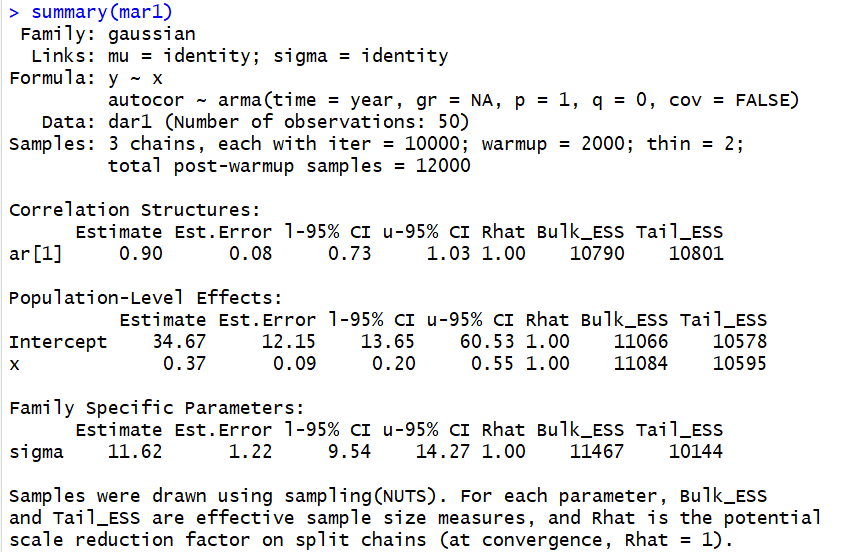 > summary(mar1)
 Family: gaussian
  Links: mu = identity; sigma = identity
Formula: y ~ x
         autocor ~ arma(time = year, gr = NA, p = 1, q = 0, cov = FALSE)
   Data: dar1 (Number of observations: 50)
Samples: 3 chains, each with iter = 10000; warmup = 2000; thin = 2;
         total post-warmup samples = 12000

Correlation Structures:
      Estimate Est.Error l-95% CI u-95% CI Rhat Bulk_ESS Tail_ESS
ar[1]     0.90      0.08     0.73     1.03 1.00    10790    10801

Population-Level Effects:
          Estimate Est.Error l-95% CI u-95% CI Rhat Bulk_ESS Tail_ESS
Intercept    34.67     12.15    13.65    60.53 1.00    11066    10578
x             0.37      0.09     0.20     0.55 1.00    11084    10595

Family Specific Parameters:
      Estimate Est.Error l-95% CI u-95% CI Rhat Bulk_ESS Tail_ESS
sigma    11.62      1.22     9.54    14.27 1.00    11467    10144

Samples were drawn using sampling(NUTS). For each parameter, Bulk_ESS
and Tail_ESS are effective sample size measures, and Rhat is the potential
scale reduction factor on split chains (at convergence, Rhat = 1).